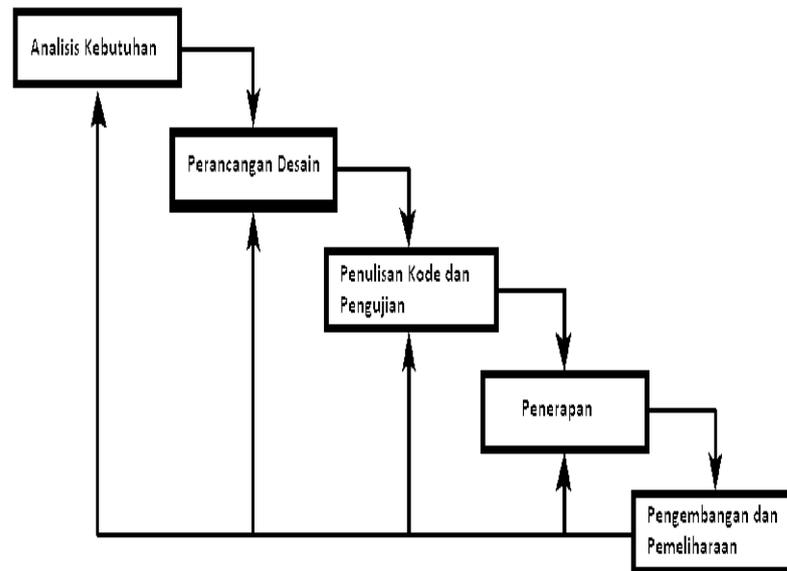 Analisis Kebutuhan
Perancangan Desain
Penulisan Kode dan
Pengujian
Penerapan
Pengembangan dan
Pemeliharaan